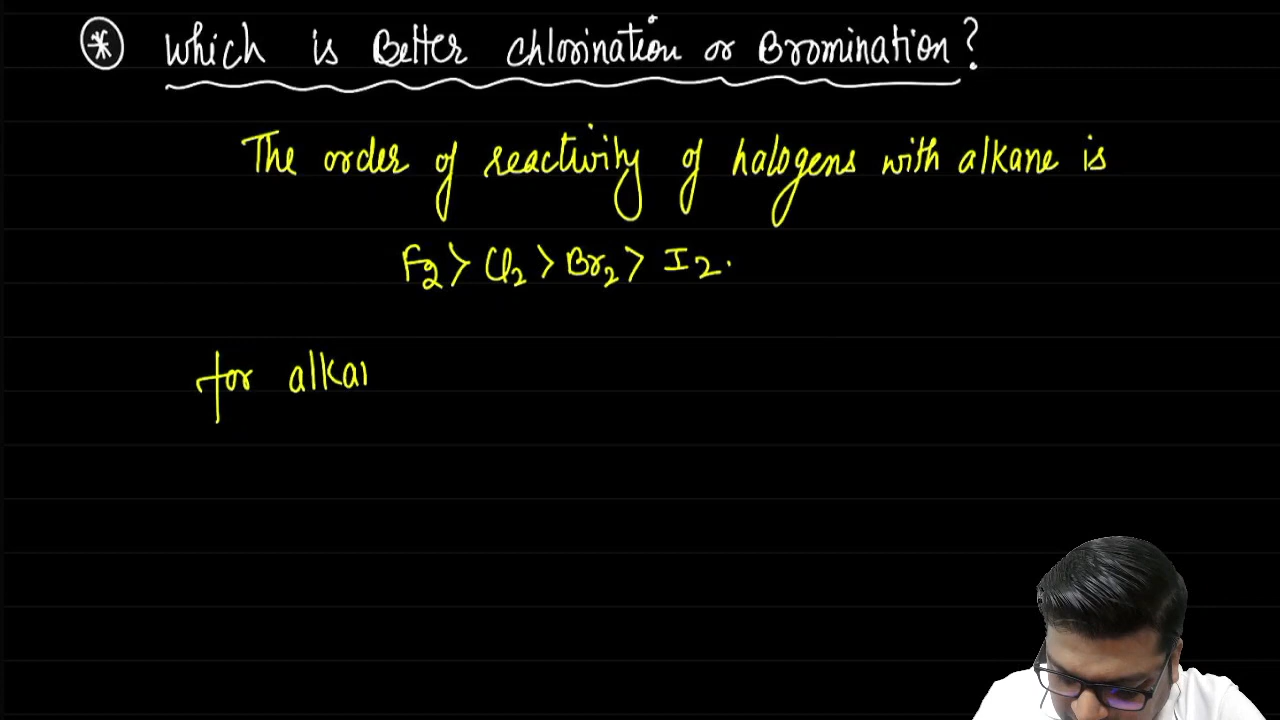 * Which is Better chlorination or Bromination?
The order of reactivity of halogens with alkane is
F2 > Cl2 > Br2 > I2.
for